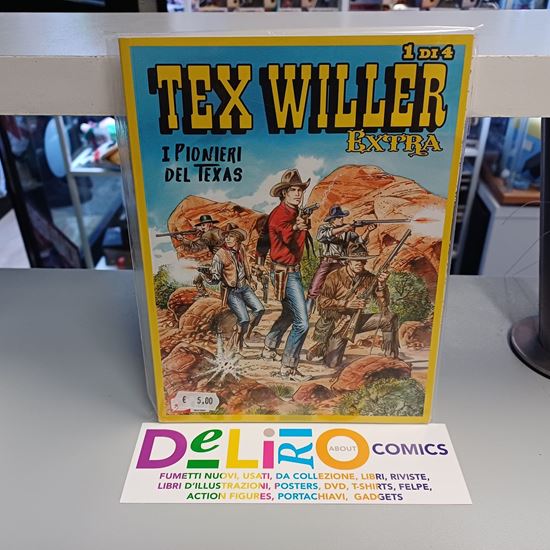 1 DI 4
TEX WILLER
EXTRA
I PIONIERI
DEL TEXAS
€ 5,00
DeLiRiO ABOUT COMICS
FUMETTI NUOVI, USATI, DA COLLEZIONE, LIBRI, RIVISTE,
LIBRI D'ILLUSTRAZIONI, POSTERS, DVD, T-SHIRTS, FELPE,
ACTION FIGURES, PORTACHIAVI, GADGETS